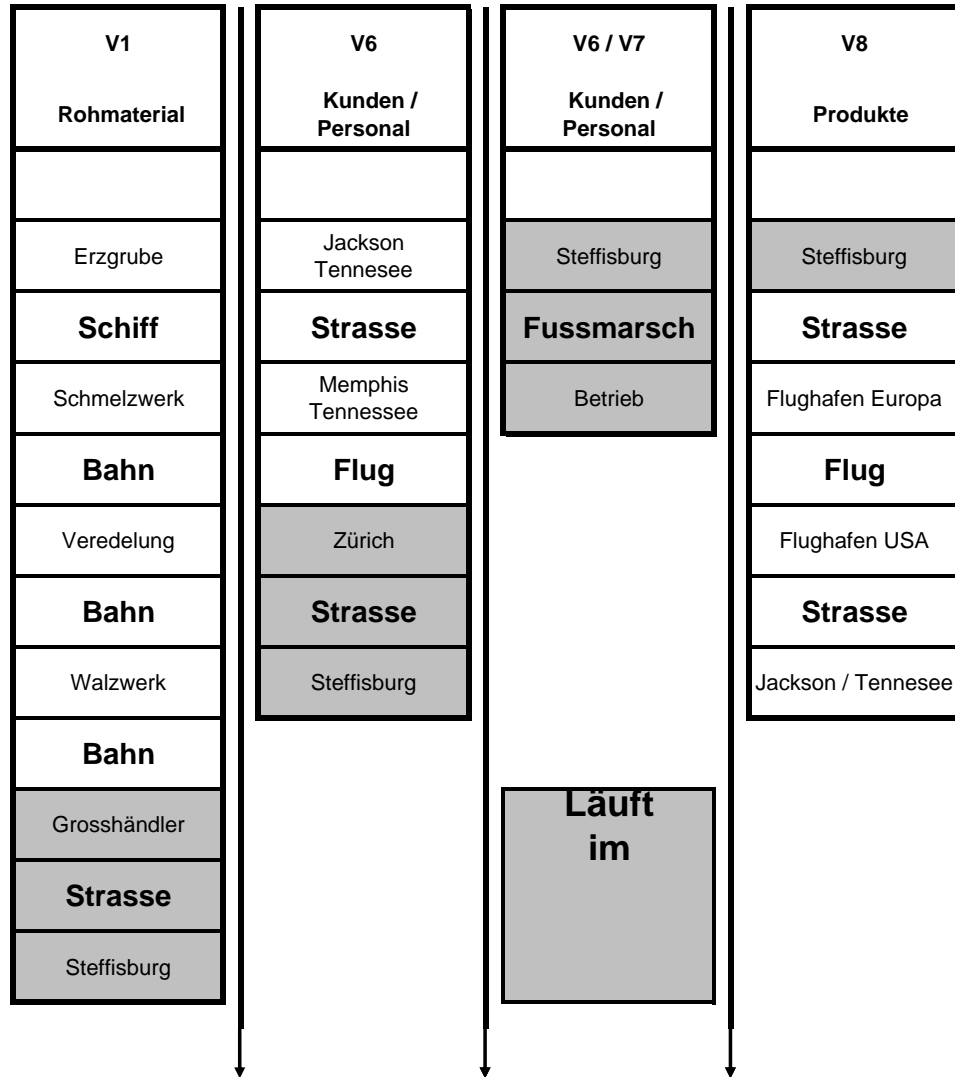 V1
Rohmaterial
Erzgrube
Schiff
Schmelzwerk
Bahn
Veredelung
Bahn
Walzwerk
Bahn
Grosshändler
Strasse
Steffisburg
V6
Kunden /
Personal
Jackson
Tennesee
Strasse
Memphis
Tennessee
Flug
Zürich
Strasse
Steffisburg
V6 / V7
Kunden /
Personal
Steffisburg
Fussmarsch
Betrieb
Läuft
im
V8
Produkte
Steffisburg
Strasse
Flughafen Europa
Flug
Flughafen USA
Strasse
Jackson / Tennesee